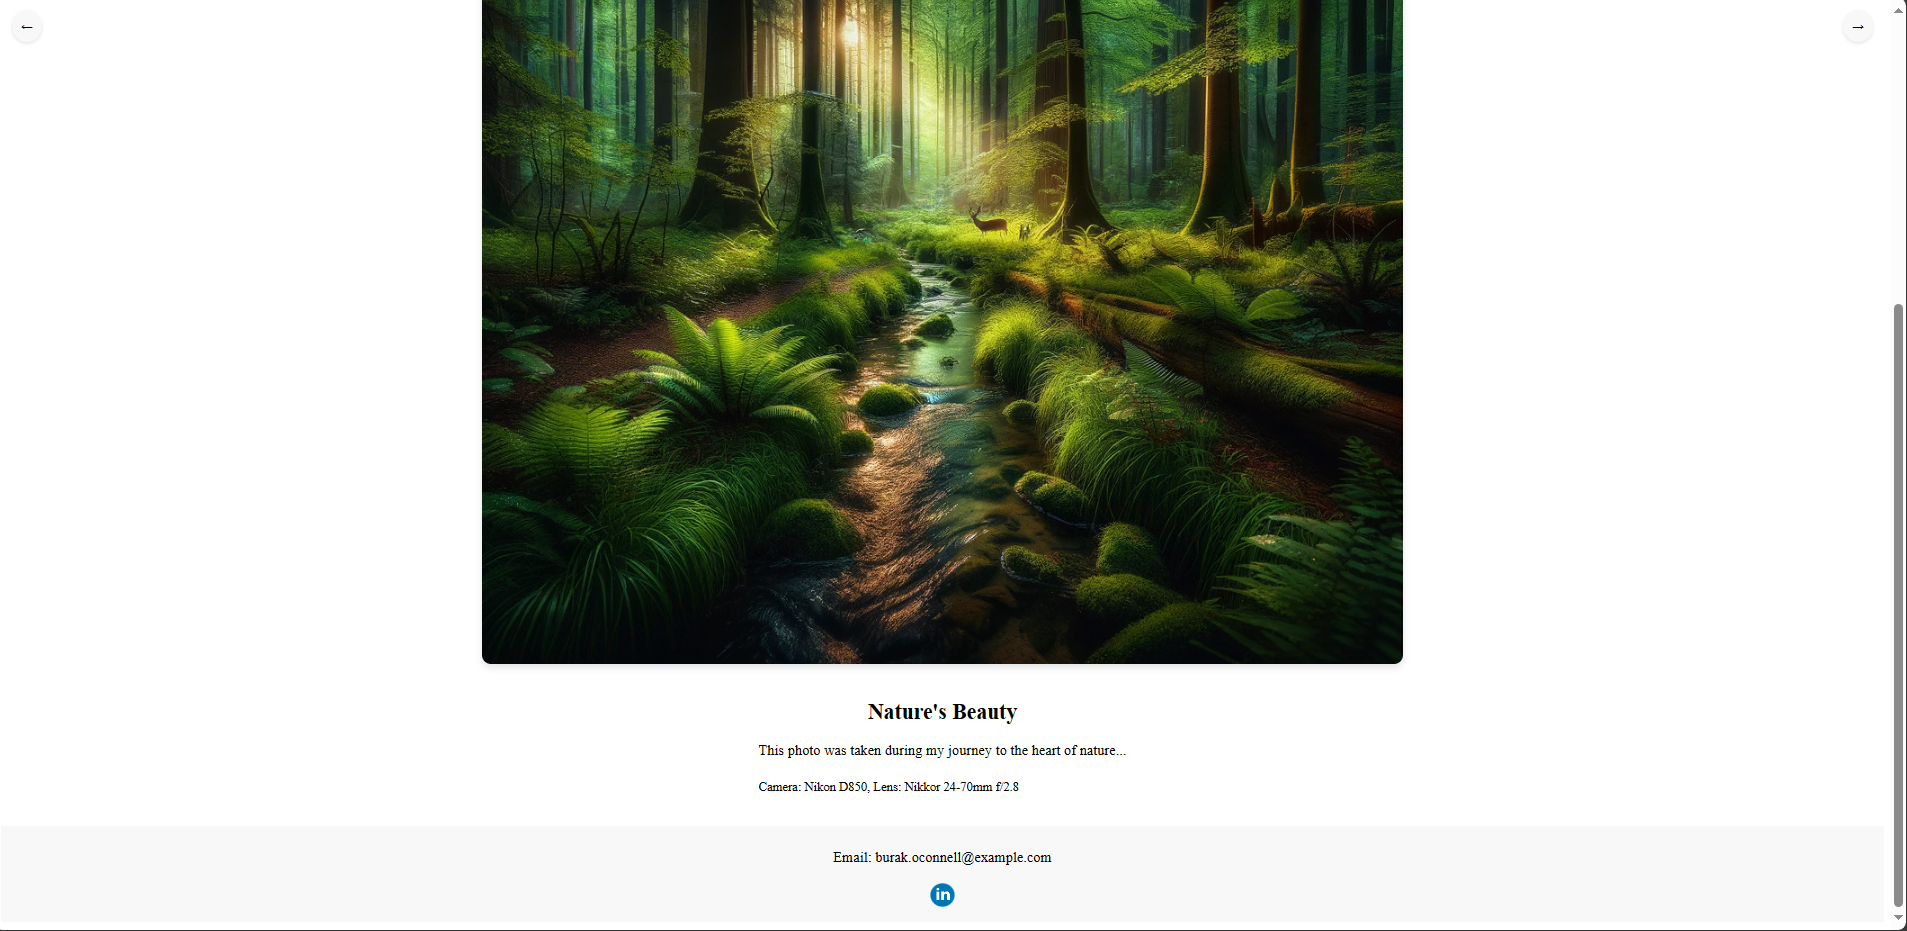 ←
→
Nature's Beauty
This photo was taken during my journey to the heart of nature...
Camera: Nikon D850, Lens: Nikkor 24-70mm f/2.8
Email: burak.oconnell@example.com
in